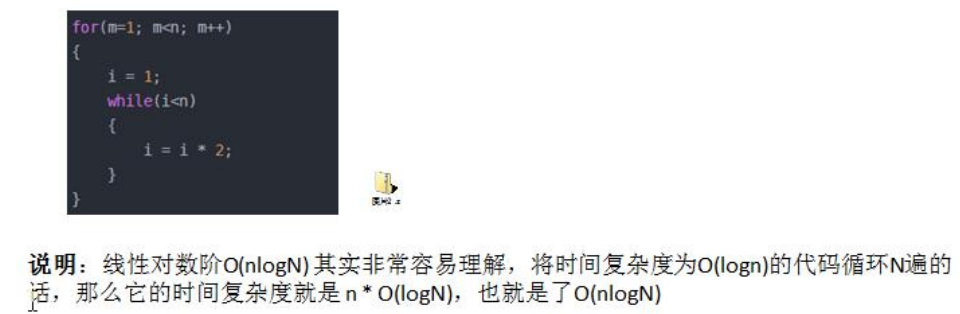 for(m=1; m<n; m++)
{
i = 1;
while(i<n)
{
i = i * 2;
}
}
说明：线性对数阶O(nlogN) 其实非常容易理解，将时间复杂度为O(logn)的代码循环N遍的
话，那么它的时间复杂度就是 n * O(logN)，也就是了O(nlogN)